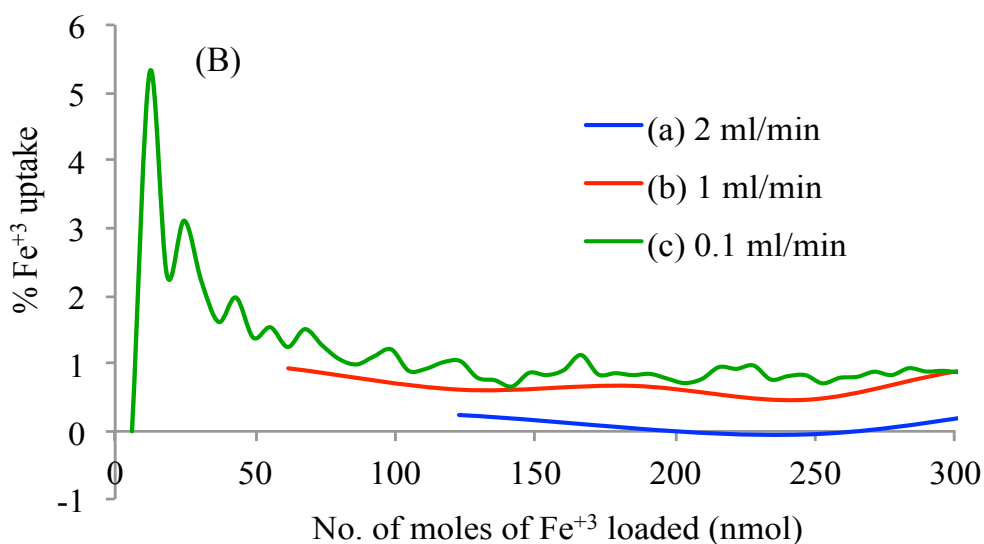 6
(B)
5
(a) 2 ml/min
4
(b) 1 ml/min
3
(c) 0.1 ml/min
% Fe⁺³ uptake
2
1
0
0 50 100 150 200 250 300
-1
No. of moles of Fe⁺³ loaded (nmol)